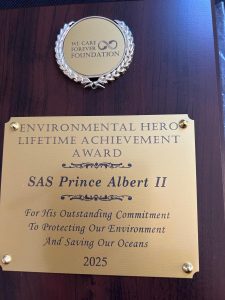 WE CARE
FOREVER
FOUNDATION
ENVIRONMENTAL HERO
LIFETIME ACHIEVEMENT
AWARD
SAS Prince Albert II
For His Outstanding Commitment
To Protecting Our Environment
And Saving Our Oceans
2025